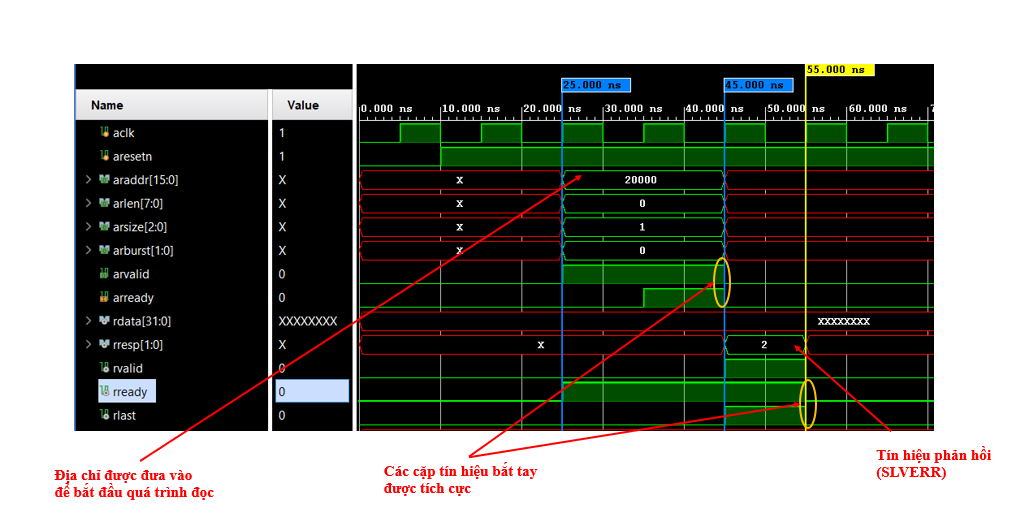 55.000 ns
25.000 ns 45.000 ns
Name Value
0.000 ns 10.000 ns 20.000 ns 30.000 ns 40.000 ns 50.000 ns 60.000 ns
aclk 1
aresetn 1
araddr[15:0] X X 20000
arlen[7:0] X X 0
arsize[2:0] X X 1
arburst[1:0] X X 0
arvalid 0
arready 0
rdata[31:0] XXXXXXXX XXXXXXXX
rresp[1:0] X X 2
rvalid 0
rready 0
rlast 0
Địa chỉ được đưa vào
để bắt đầu quá trình đọc
Các cặp tín hiệu bắt tay
được tích cực
Tín hiệu phản hồi
(SLVERR)